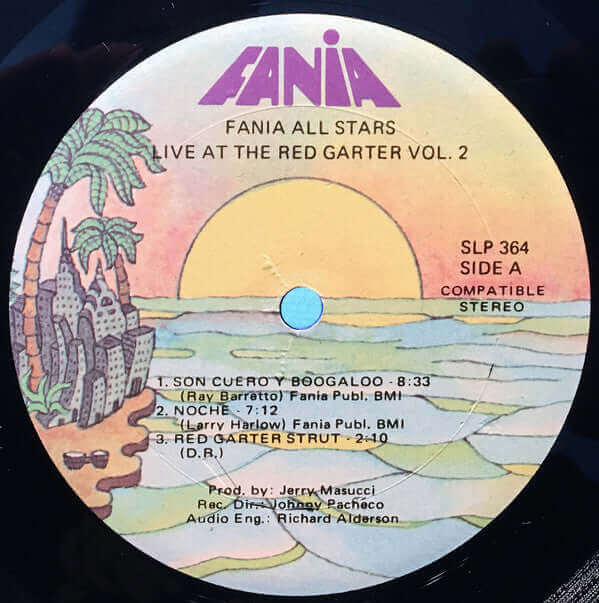 FANIA
FANIA ALL STARS
LIVE AT THE RED GARTER VOL. 2
SLP 364
SIDE A
COMPATIBLE
STEREO
1. SON CUERO Y BOOGALOO - 8:33
(Ray Barretto) Fania Publ. BMI
2. NOCHE - 7:12
(Larry Harlow) Fania Publ. BMI
3. RED GARTER STRUT - 2:10
(D.R.)
Prod. by: Jerry Masucci
Rec. Dir.: Johnny Pacheco
Audio Eng.: Richard Alderson